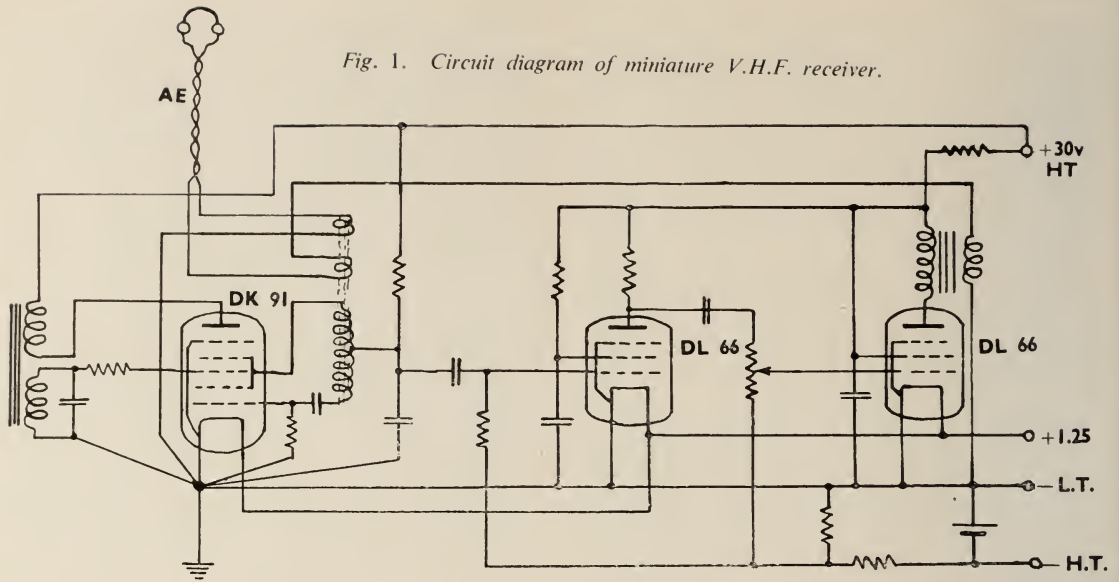 Fig. 1. Circuit diagram of miniature V.H.F. receiver.
AE
+30v
HT
DK 91
DL 66
DL 66
+1.25
– L.T.
– H.T.